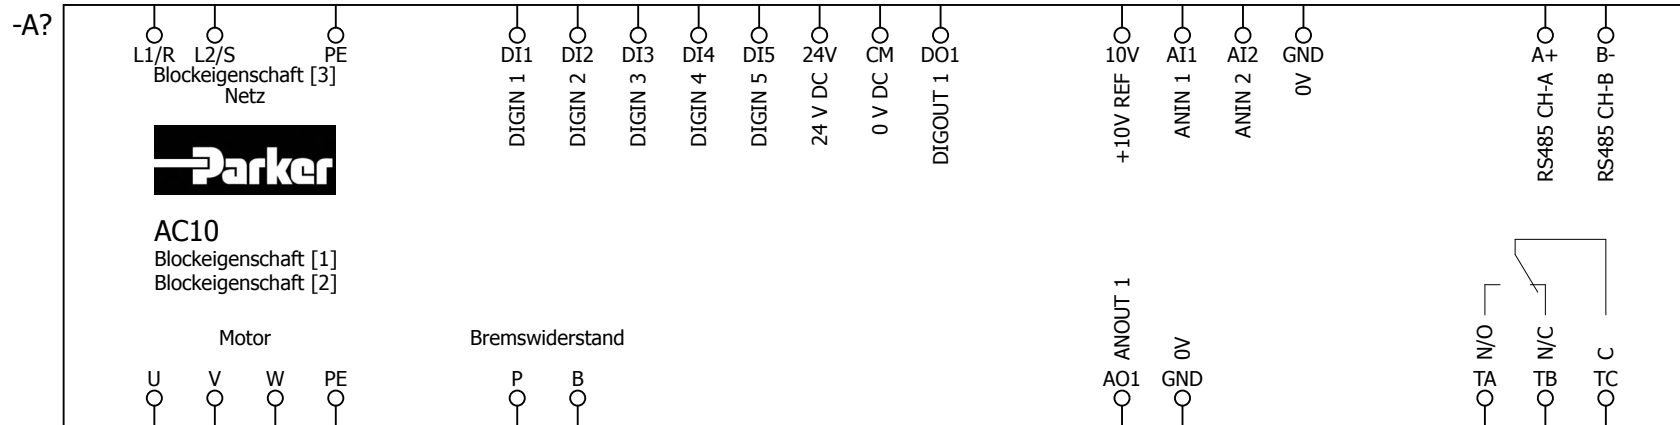 -A?
L1/R L2/S PE DI1 DI2 DI3 DI4 DI5 24V CM DO1 10V AI1 AI2 GND A+ B-
Blockeigenschaft [3]
Netz
DIGIN 1
DIGIN 2
DIGIN 3
DIGIN 4
DIGIN 5
24 V DC
0 V DC
DIGOUT 1
+10V REF
ANIN 1
ANIN 2
0V
RS485 CH-A
RS485 CH-B
Parker
AC10
Blockeigenschaft [1]
Blockeigenschaft [2]
Motor
Bremswiderstand
ANOUT 1
0V
N/O
N/C
C
U V W PE P B AO1 GND TA TB TC